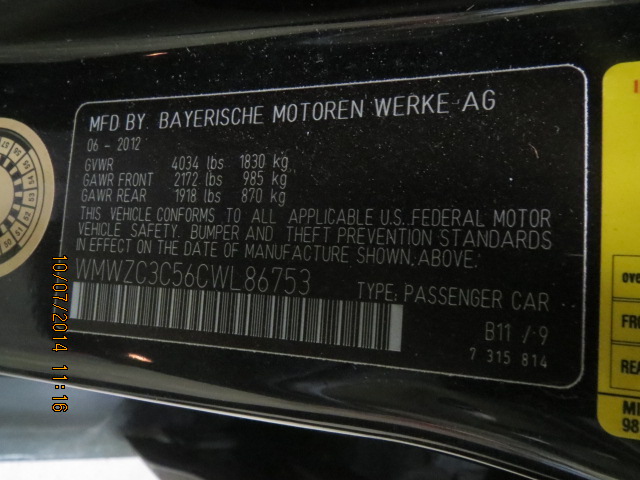 MFD BY BAYERISCHE MOTOREN WERKE AG
06 - 2012
GVWR 4034 lbs 1830 kg
GAWR FRONT 2172 lbs 985 kg
GAWR REAR 1918 lbs 870 kg
THIS VEHICLE CONFORMS TO ALL APPLICABLE U.S. FEDERAL MOTOR
VEHICLE SAFETY, BUMPER AND THEFT PREVENTION STANDARDS
IN EFFECT ON THE DATE OF MANUFACTURE SHOWN ABOVE:
WMWZC3C56CWL86753
TYPE: PASSENGER CAR
B11 / 9
7 315 814
10/07/2014 11:16
FRO
REA
98